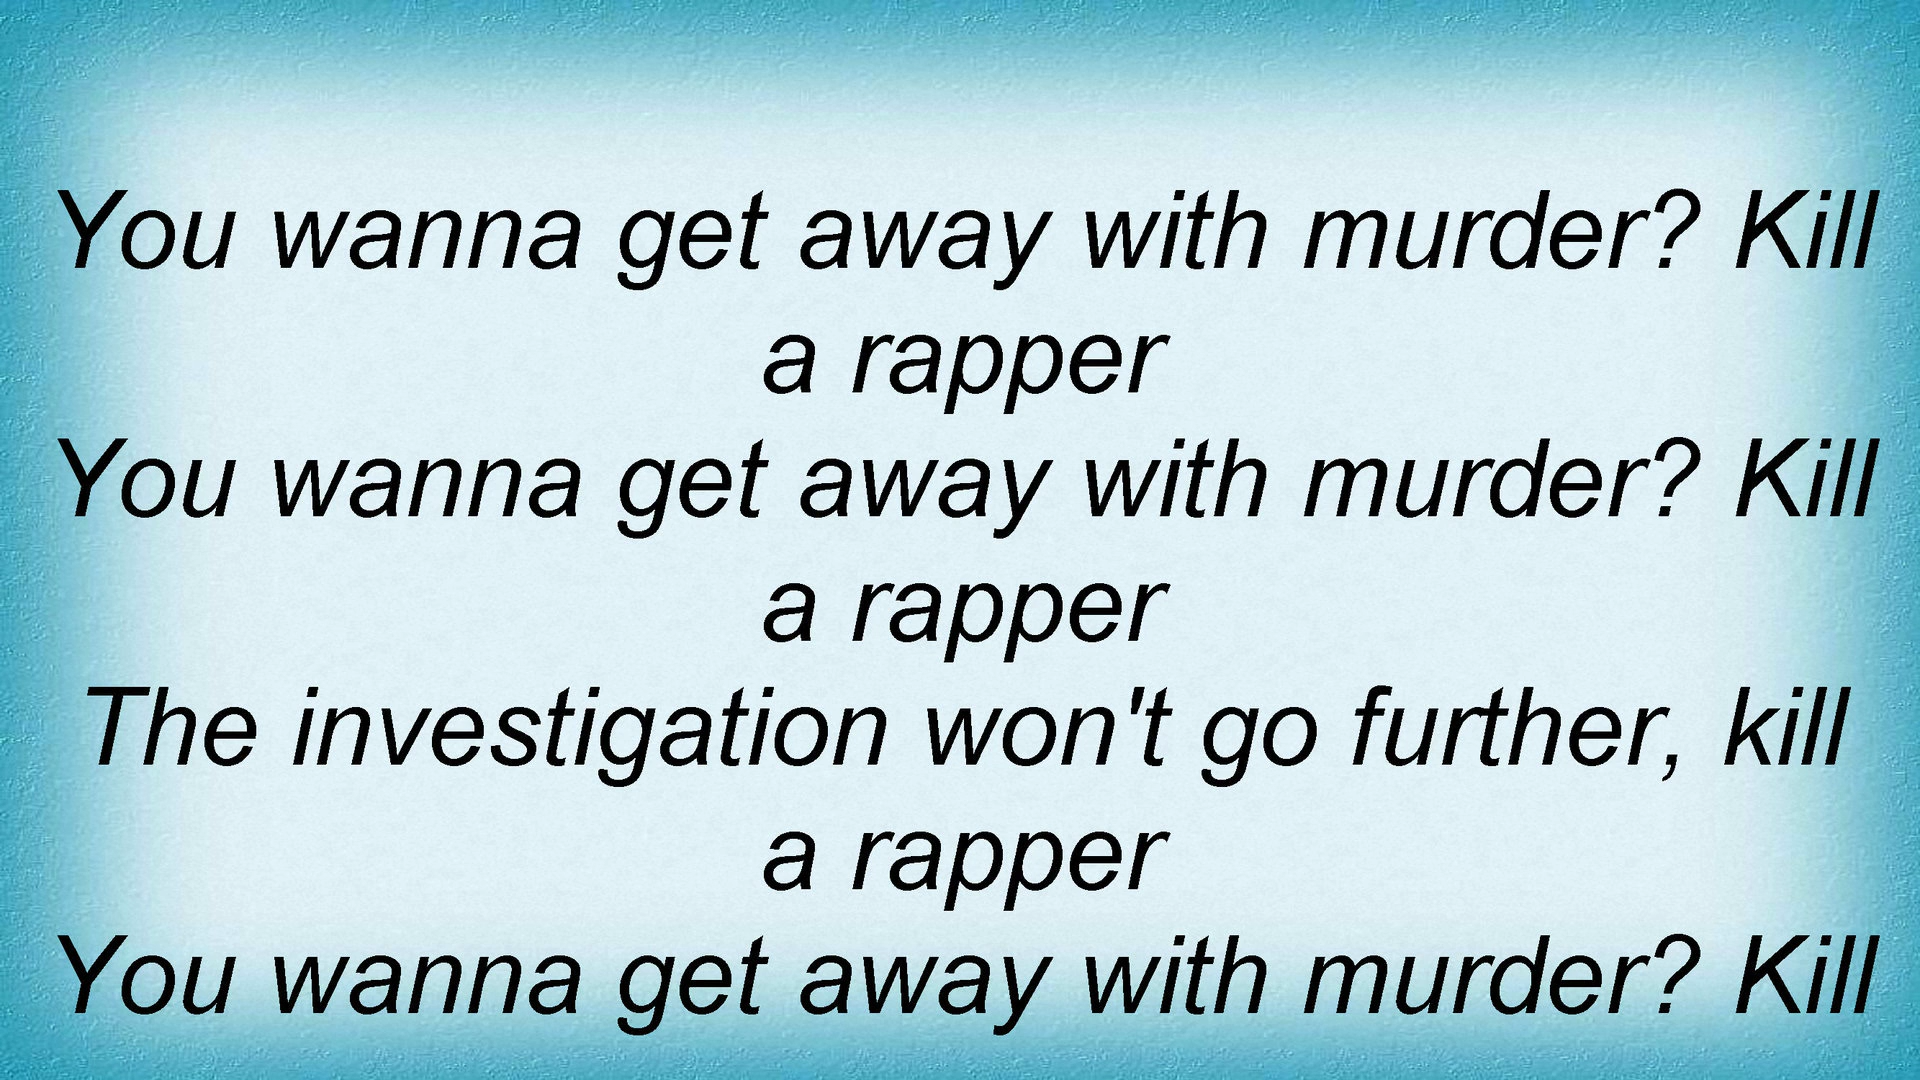 You wanna get away with murder? Kill
a rapper
You wanna get away with murder? Kill
a rapper
The investigation won't go further, kill
a rapper
You wanna get away with murder? Kill